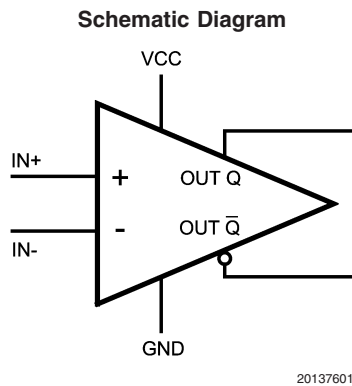 Schematic Diagram
VCC
IN+
+
OUT Q
-
OUT Q̅
IN-
GND
20137601